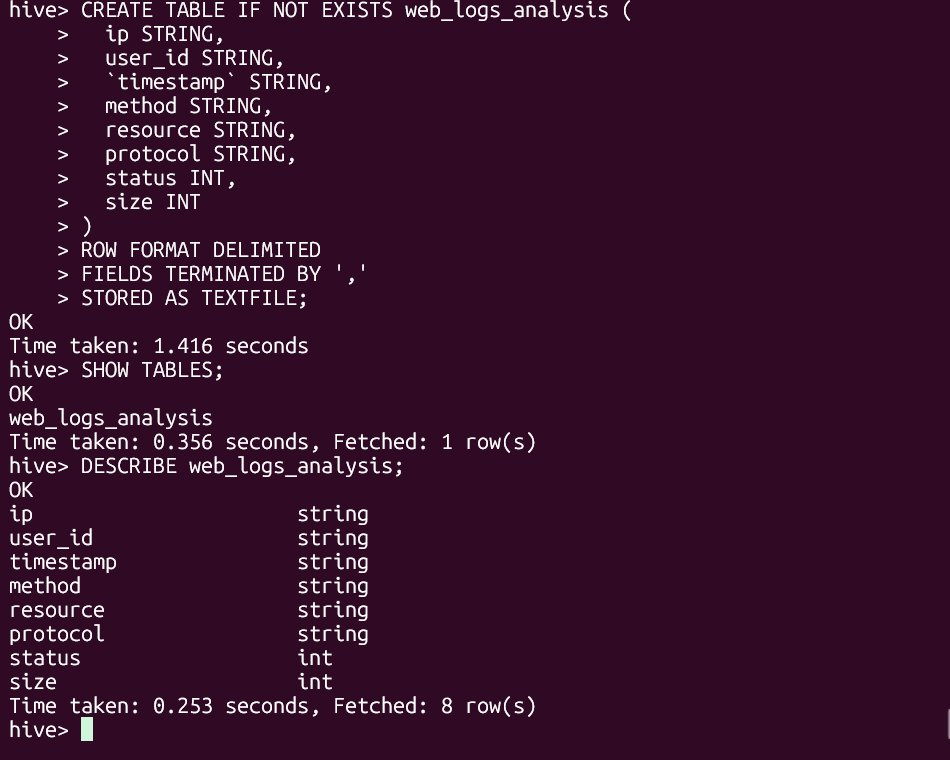 hive> CREATE TABLE IF NOT EXISTS web_logs_analysis (
    >   ip STRING,
    >   user_id STRING,
    >   `timestamp` STRING,
    >   method STRING,
    >   resource STRING,
    >   protocol STRING,
    >   status INT,
    >   size INT
    > )
    > ROW FORMAT DELIMITED
    > FIELDS TERMINATED BY ','
    > STORED AS TEXTFILE;
OK
Time taken: 1.416 seconds
hive> SHOW TABLES;
OK
web_logs_analysis
Time taken: 0.356 seconds, Fetched: 1 row(s)
hive> DESCRIBE web_logs_analysis;
OK
ip                      string
user_id                 string
timestamp               string
method                  string
resource                string
protocol                string
status                  int
size                    int
Time taken: 0.253 seconds, Fetched: 8 row(s)
hive>